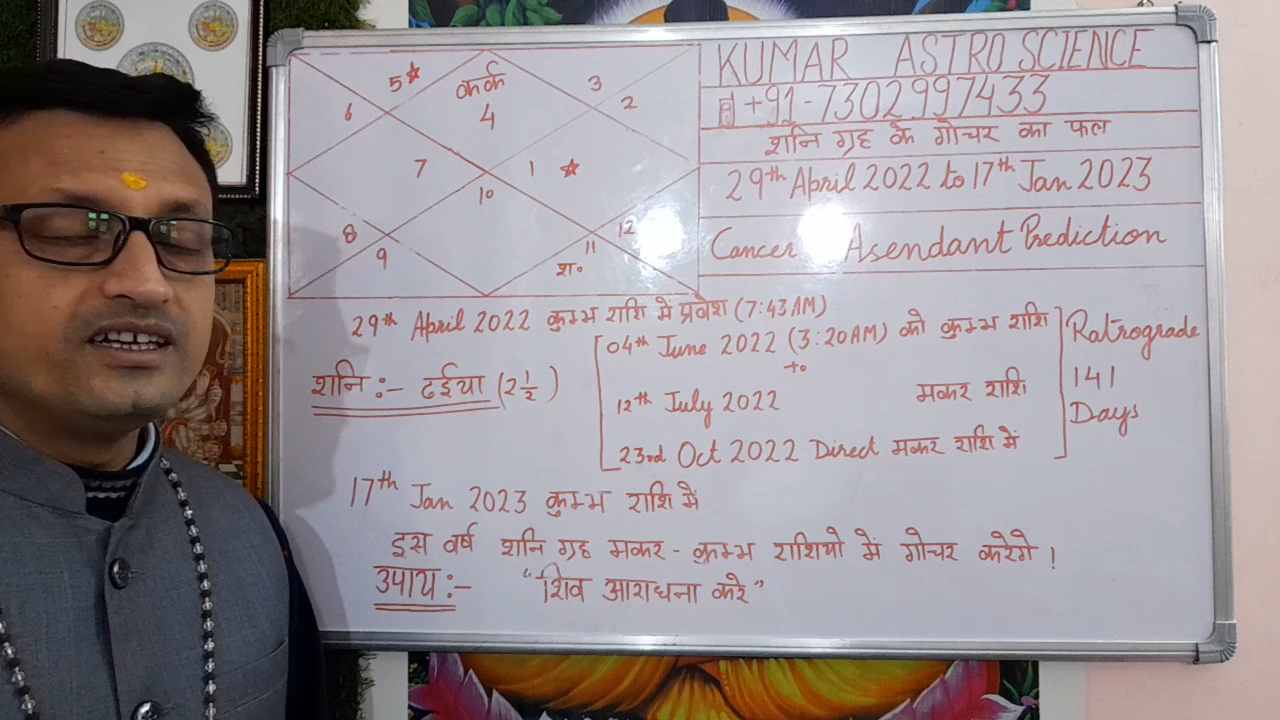 5 कर्क 3
6 4 2
7 1
10
8 12
9 11
श॰
KUMAR ASTRO SCIENCE
+91-7302997433
शनि ग्रह के गोचर का फल
29th April 2022 to 17th Jan 2023
Cancer Asendant Prediction
29th April 2022 कुम्भ राशि में प्रवेश (7:43 AM)
शनि :- ढईया (2 1/2)
04th June 2022 (3:20AM) को कुम्भ राशि
to
12th July 2022 मकर राशि
23rd Oct 2022 Direct मकर राशि में
Ratrograde
141
Days
17th Jan 2023 कुम्भ राशि में
इस वर्ष शनि ग्रह मकर - कुम्भ राशियो में गोचर करेगे !
उपाय :- "शिव आराधना करे"